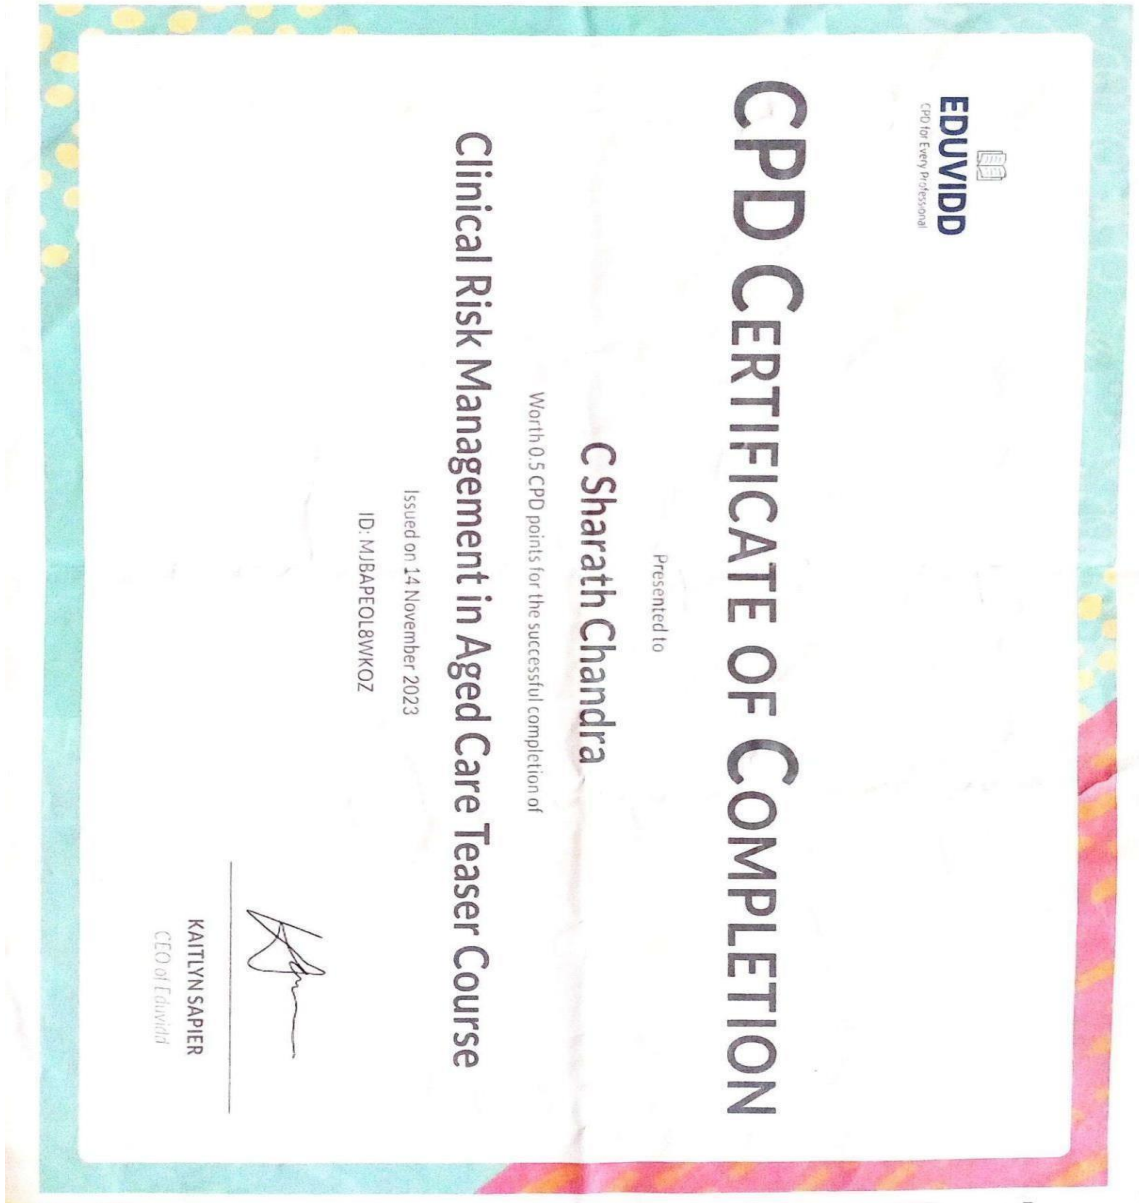 EDUVIDD
CPD for Every Professional
CPD CERTIFICATE OF COMPLETION
Presented to
C Sharath Chandra
Worth 0.5 CPD points for the successful completion of
Clinical Risk Management in Aged Care Teaser Course
Issued on 14 November 2023
ID: MJBAPEOL8WKOZ
KAITLYN SAPIER
CEO of Eduvidd